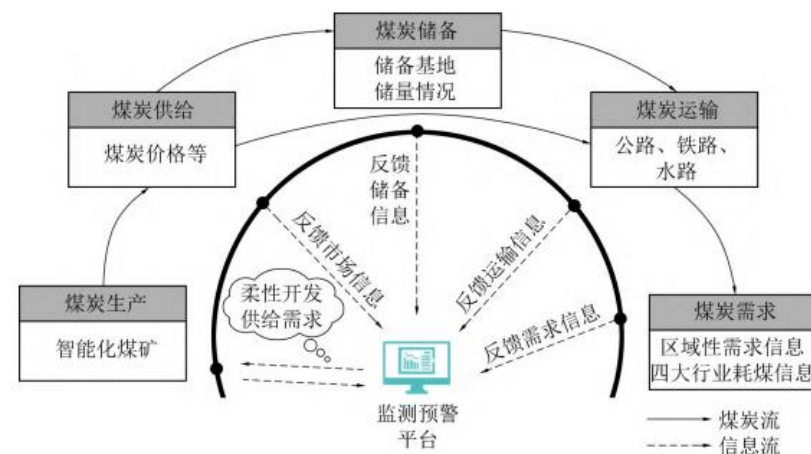 煤炭储备
储备基地
储量情况
煤炭供给
煤炭价格等
煤炭运输
公路、铁路、
水路
反馈
储备
信息
反馈市场信息
反馈运输信息
柔性开发
供给需求
反馈需求信息
煤炭生产
智能化煤矿
煤炭需求
区域性需求信息
四大行业耗煤信息
监测预警
平台
煤炭流
信息流